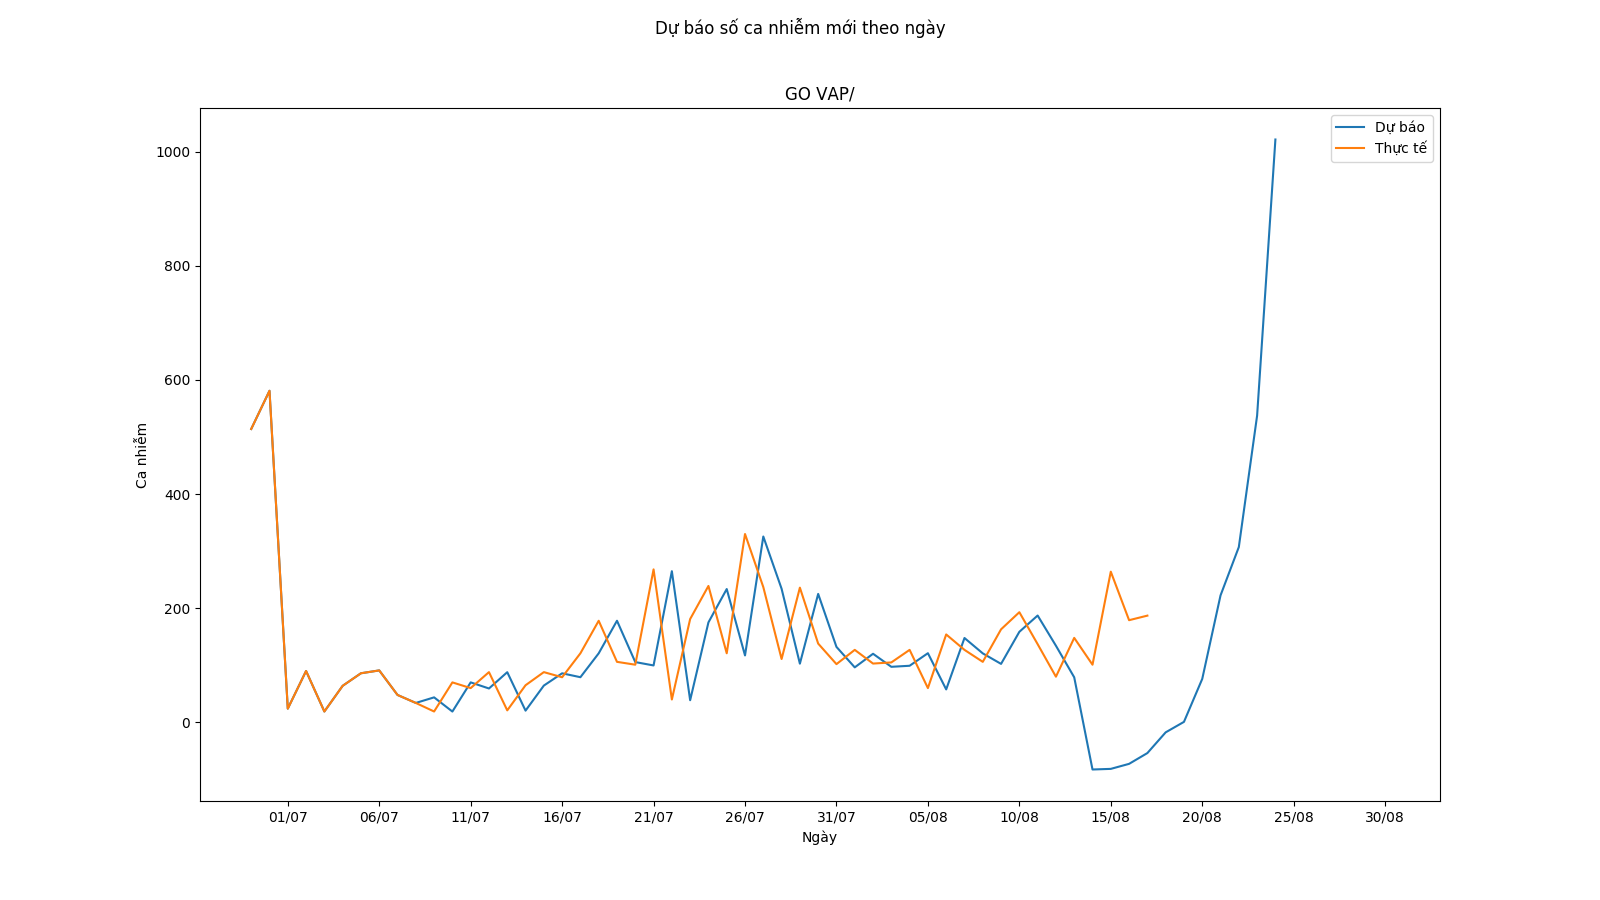 Dự báo số ca nhiễm mới theo ngày
GO VAP/
Dự báo
Thực tế
1000
800
600
400
200
0
Ca nhiễm
01/07 06/07 11/07 16/07 21/07 26/07 31/07 05/08 10/08 15/08 20/08 25/08 30/08
Ngày